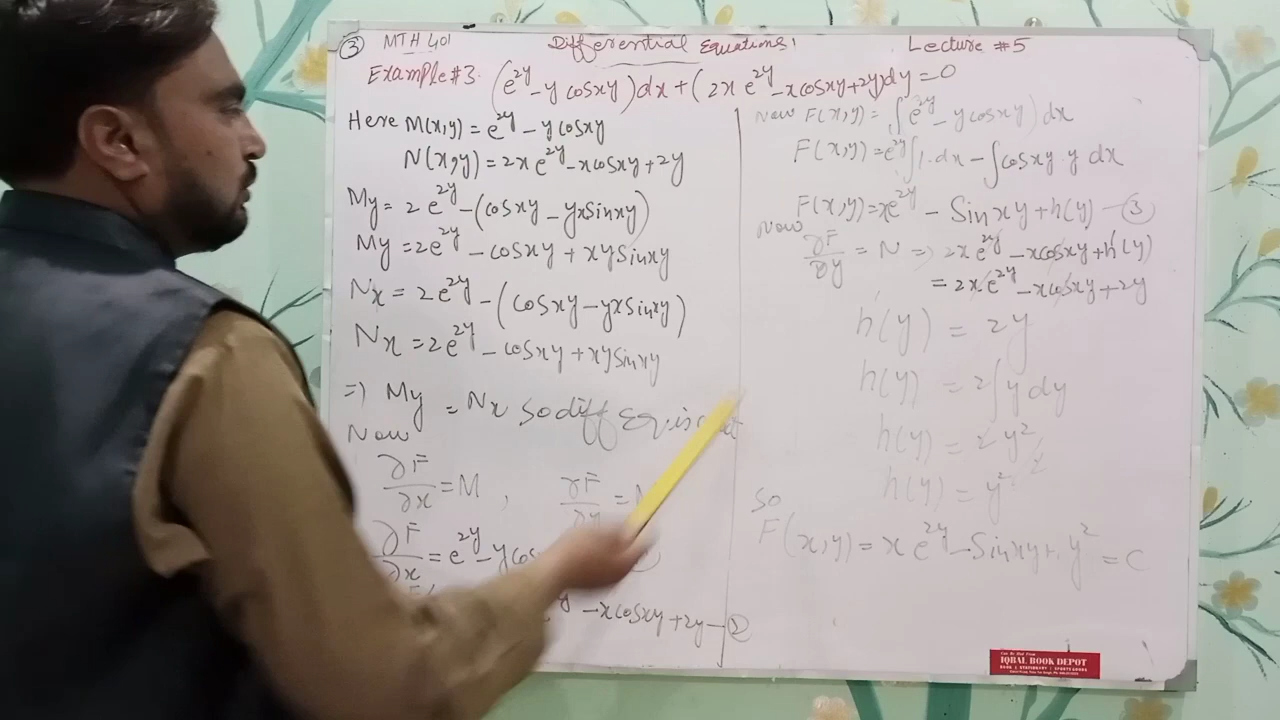 ③ MTH 401 Differential Equations Lecture #5
Example #3. (e^{2y} - y cosxy)dx + (2x e^{2y} - x cosxy + 2y)dy = 0
Here M(x,y) = e^{2y} - y cosxy
N(x,y) = 2x e^{2y} - x cosxy + 2y
My = 2 e^{2y} - (cosxy - yx Sinxy)
My = 2e^{2y} - cosxy + xy Sinxy
Nx = 2 e^{2y} - (cosxy - yx Sinxy)
Nx = 2e^{2y} - cosxy + xy Sinxy
=) My = Nx So diff Eq is
Now
∂F/∂x = M , ∂F/∂y =
∂F/∂x = e^{2y} - y cos
- x cosxy + 2y - ②
Now F(x,y) = ∫ e^{2y} - y cosxy) dx
F(x,y) = e^{2y} ∫ 1. dx - ∫ cosxy. y dx
F(x,y) = xe^{2y} - Sinxy + h(y) - ③
Now
∂F/∂y = N => 2x e^{2y} - x cosxy + h'(y)
= 2x e^{2y} - x cosxy + 2y
h'(y) = 2y
h(y) = 2∫ y dy
h(y) = 2 y²/2
h(y) = y²
So
F(x,y) = x e^{2y} - Sinxy + y² = C
IQBAL BOOK DEPOT